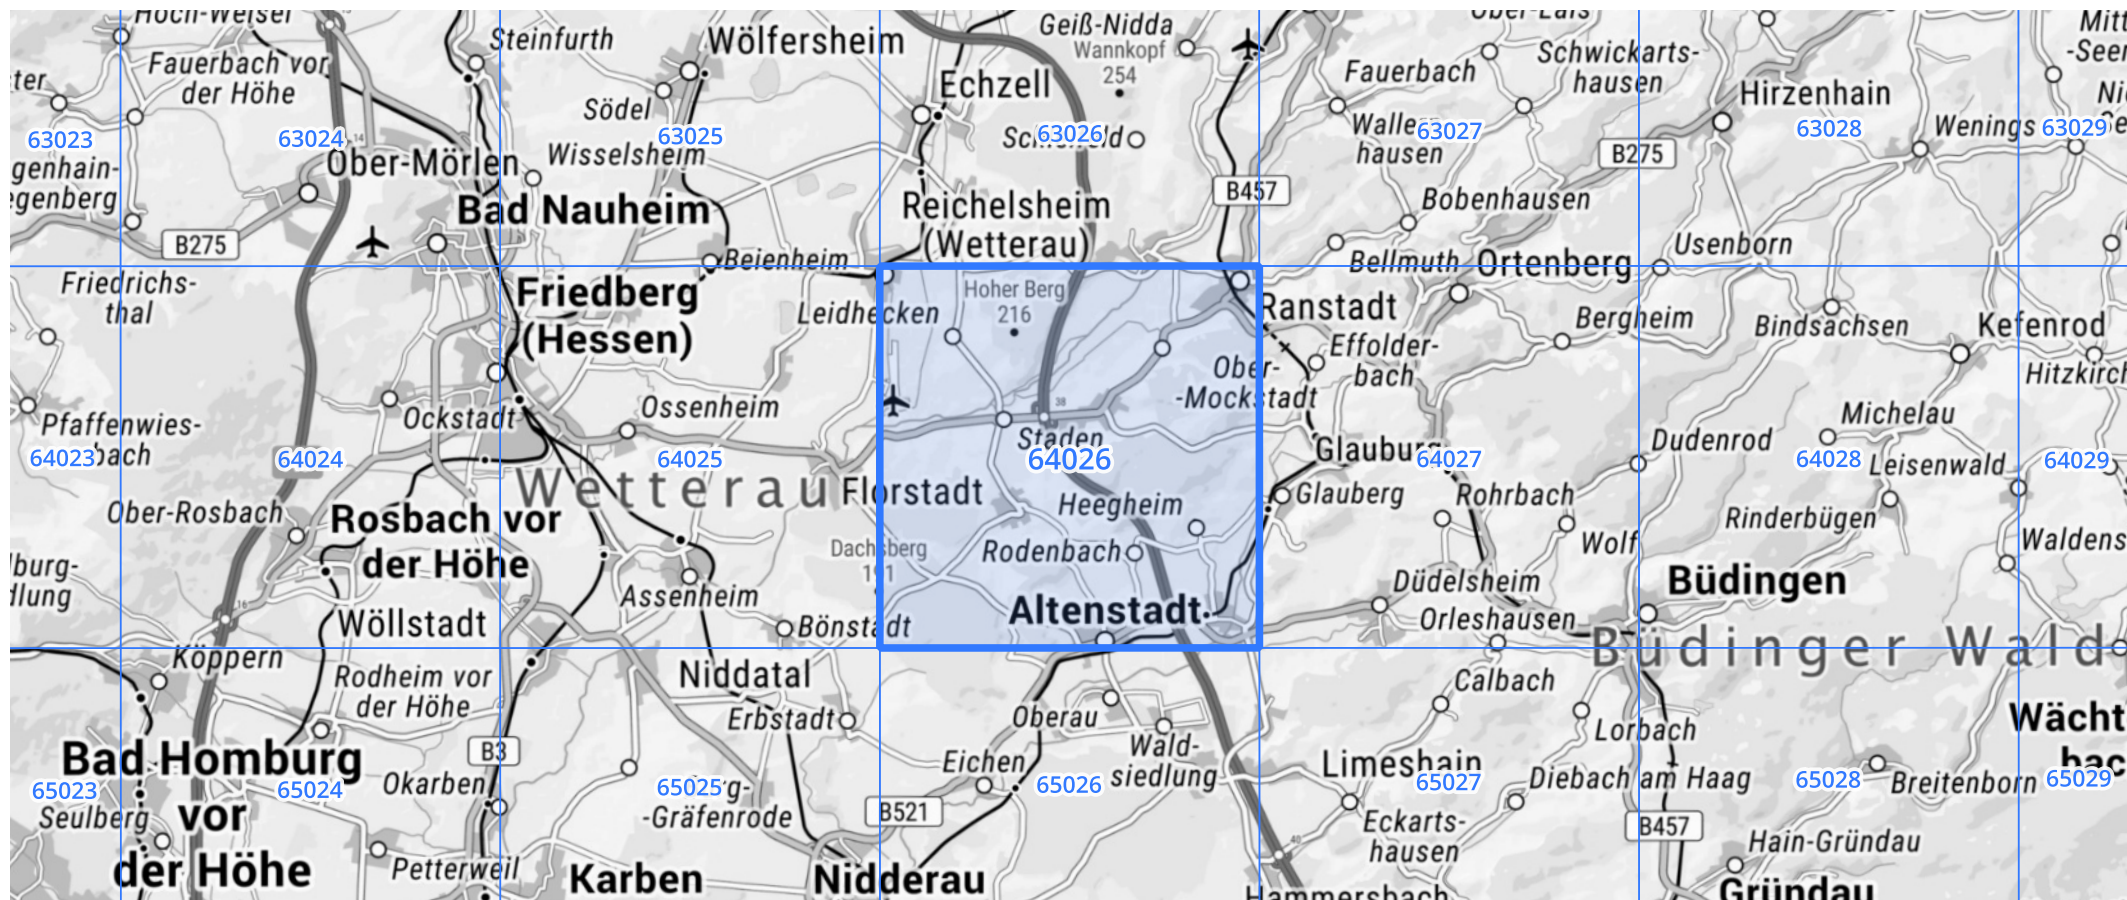 Hoch-Weisel
Steinfurth
Wölfersheim
Geiß-Nidda
Wannkopf
254
Ober-Lais
Schwickarts-
hausen
Fauerbach vor
der Höhe
Södel
Echzell
Fauerbach
Hirzenhain
63023
63024
14
63025
63026
63027
63028
Wenings
63029
Ober-Mörlen
Wisselsheim
hausen
B275
Bad Nauheim
Reichelsheim
(Wetterau)
B457
Bobenhausen
B275
Beienheim
Bellmuth
Ortenberg
Usenborn
Friedrichs-
thal
Friedberg
(Hessen)
Leidhecken
Hoher Berg
216
Ranstadt
Effolder-
bach
Bergheim
Bindsachsen
Kefenrod
Ober-
-Mockstadt
Pfaffenwies-
bach
Ockstadt
Ossenheim
38
Staden
Glauburg
Dudenrod
Michelau
64023
64024
64025
64026
64027
64028
Leisenwald
64029
Wetterau
Florstadt
Heegheim
Glauberg
Rohrbach
Rinderbügen
Ober-Rosbach
Rosbach vor
der Höhe
Dachsberg
191
Rodenbach
Wolf
16
Wöllstadt
Assenheim
Bönstadt
Altenstadt
Düdelsheim
Orleshausen
Büdingen
Büdinger Wald
Köppern
Rodheim vor
der Höhe
Niddatal
Erbstadt
Oberau
Wald-
siedlung
Calbach
Lorbach
B3
Bad Homburg
vor
der Höhe
Okarben
Eichen
Limeshain
Diebach am Haag
Breitenborn
65023
65024
65025
65026
65027
65028
65029
Seulberg
-Gräfenrode
B521
Eckarts-
hausen
B457
Hain-Gründau
40
Petterweil
Karben
Nidderau
Hammersbach
Gründau